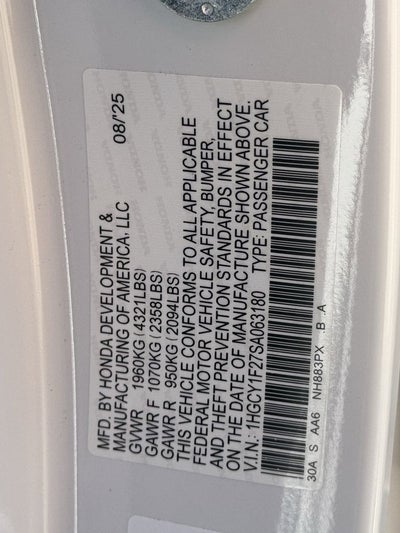 MFD. BY HONDA DEVELOPMENT & 08/'25
MANUFACTURING OF AMERICA, LLC
GVWR 1960KG (4321LBS)
GAWR F 1070KG (2358LBS)
GAWR R 950KG (2094LBS)
THIS VEHICLE CONFORMS TO ALL APPLICABLE
FEDERAL MOTOR VEHICLE SAFETY, BUMPER,
AND THEFT PREVENTION STANDARDS IN EFFECT
ON THE DATE OF MANUFACTURE SHOWN ABOVE.
V.I.N.: 1HGCY1F27SA063180 TYPE: PASSENGER CAR
30A S AA6 NH883PX B A